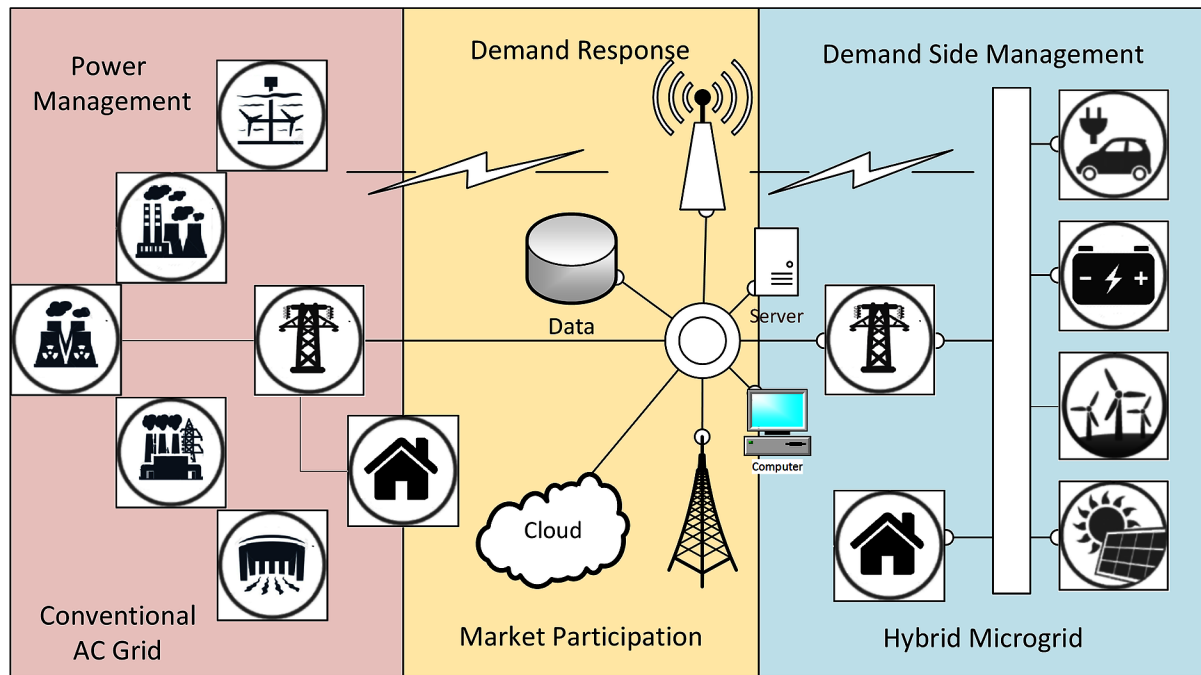 Power
Management
Demand Response
Demand Side Management
Data
Server
Computer
Cloud
Conventional
AC Grid
Market Participation
Hybrid Microgrid